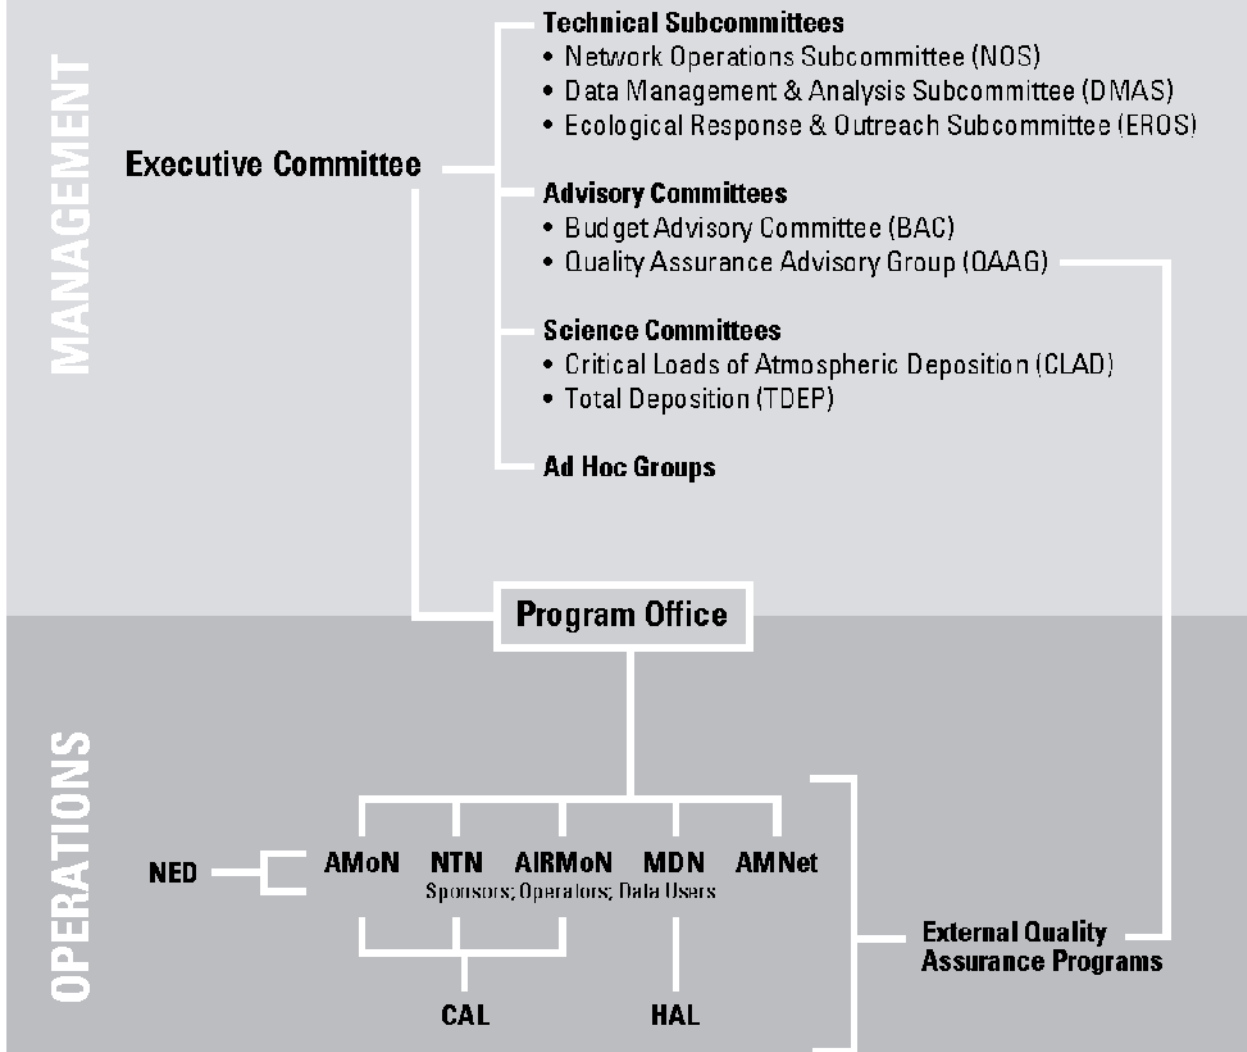 MANAGEMENT
Executive Committee
Technical Subcommittees
• Network Operations Subcommittee (NOS)
• Data Management & Analysis Subcommittee (DMAS)
• Ecological Response & Outreach Subcommittee (EROS)
Advisory Committees
• Budget Advisory Committee (BAC)
• Quality Assurance Advisory Group (QAAG)
Science Committees
• Critical Loads of Atmospheric Deposition (CLAD)
• Total Deposition (TDEP)
Ad Hoc Groups
Program Office
OPERATIONS
NED
AMoN NTN AIRMoN MDN AMNet
Sponsors; Operators; Data Users
CAL HAL
External Quality
Assurance Programs